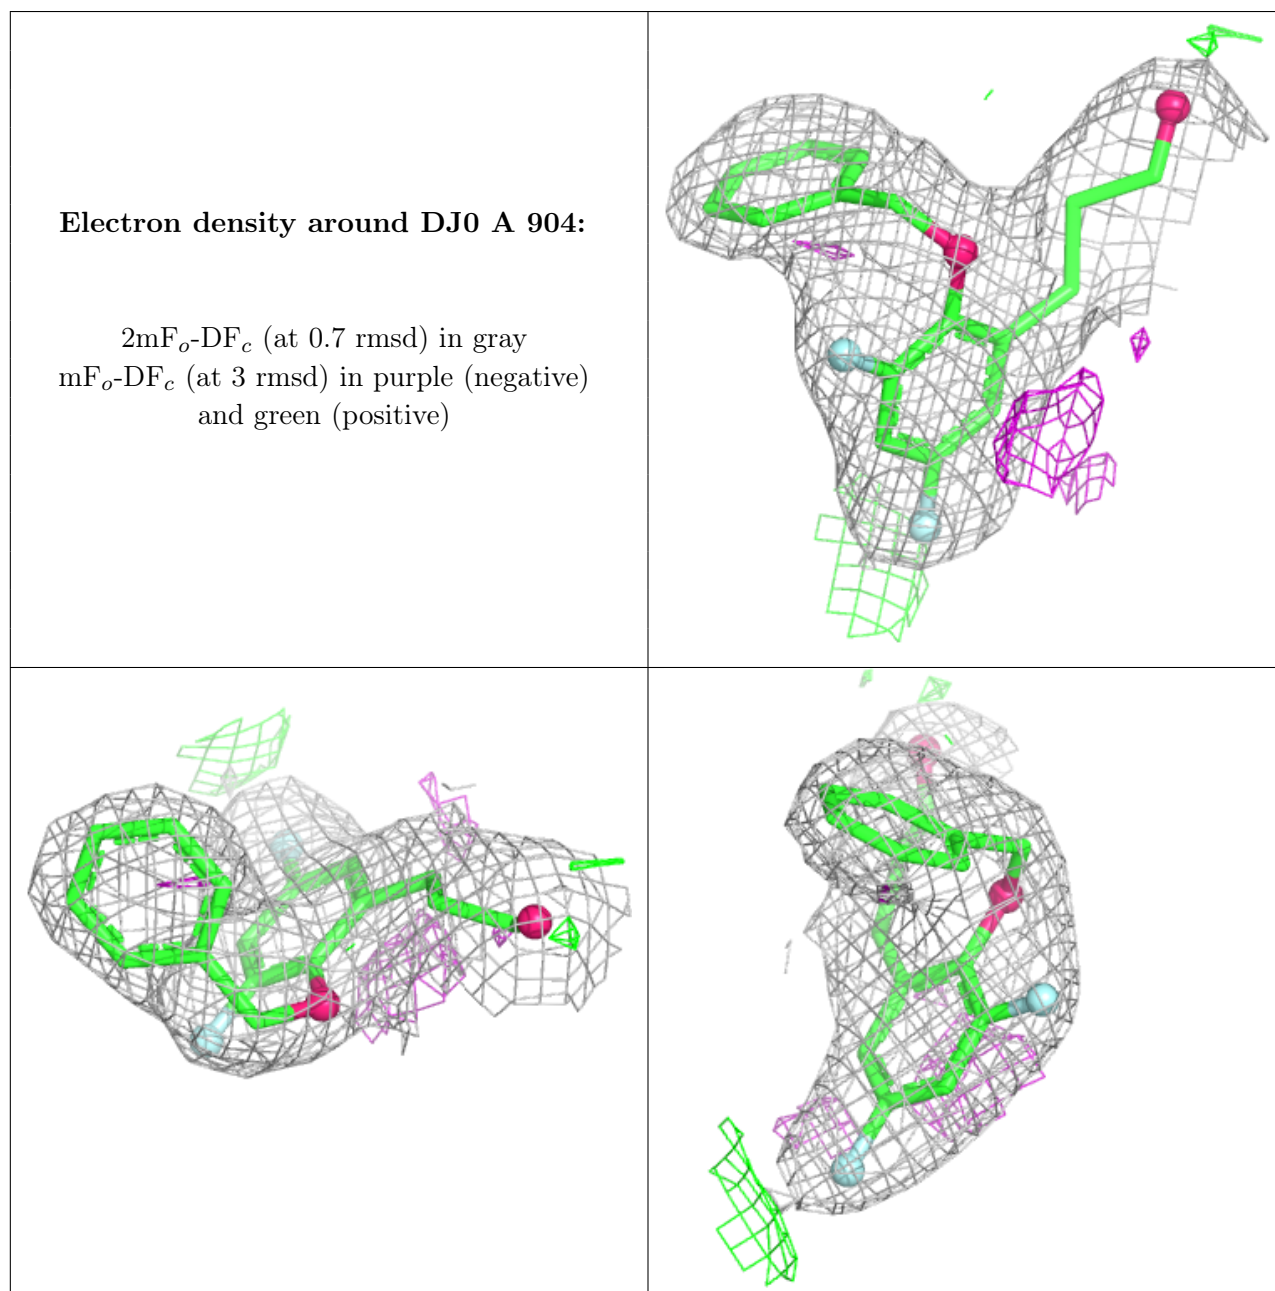 Electron density around DJ0 A 904:
2mFₒ-DF𝒸 (at 0.7 rmsd) in gray
mFₒ-DF𝒸 (at 3 rmsd) in purple (negative)
and green (positive)